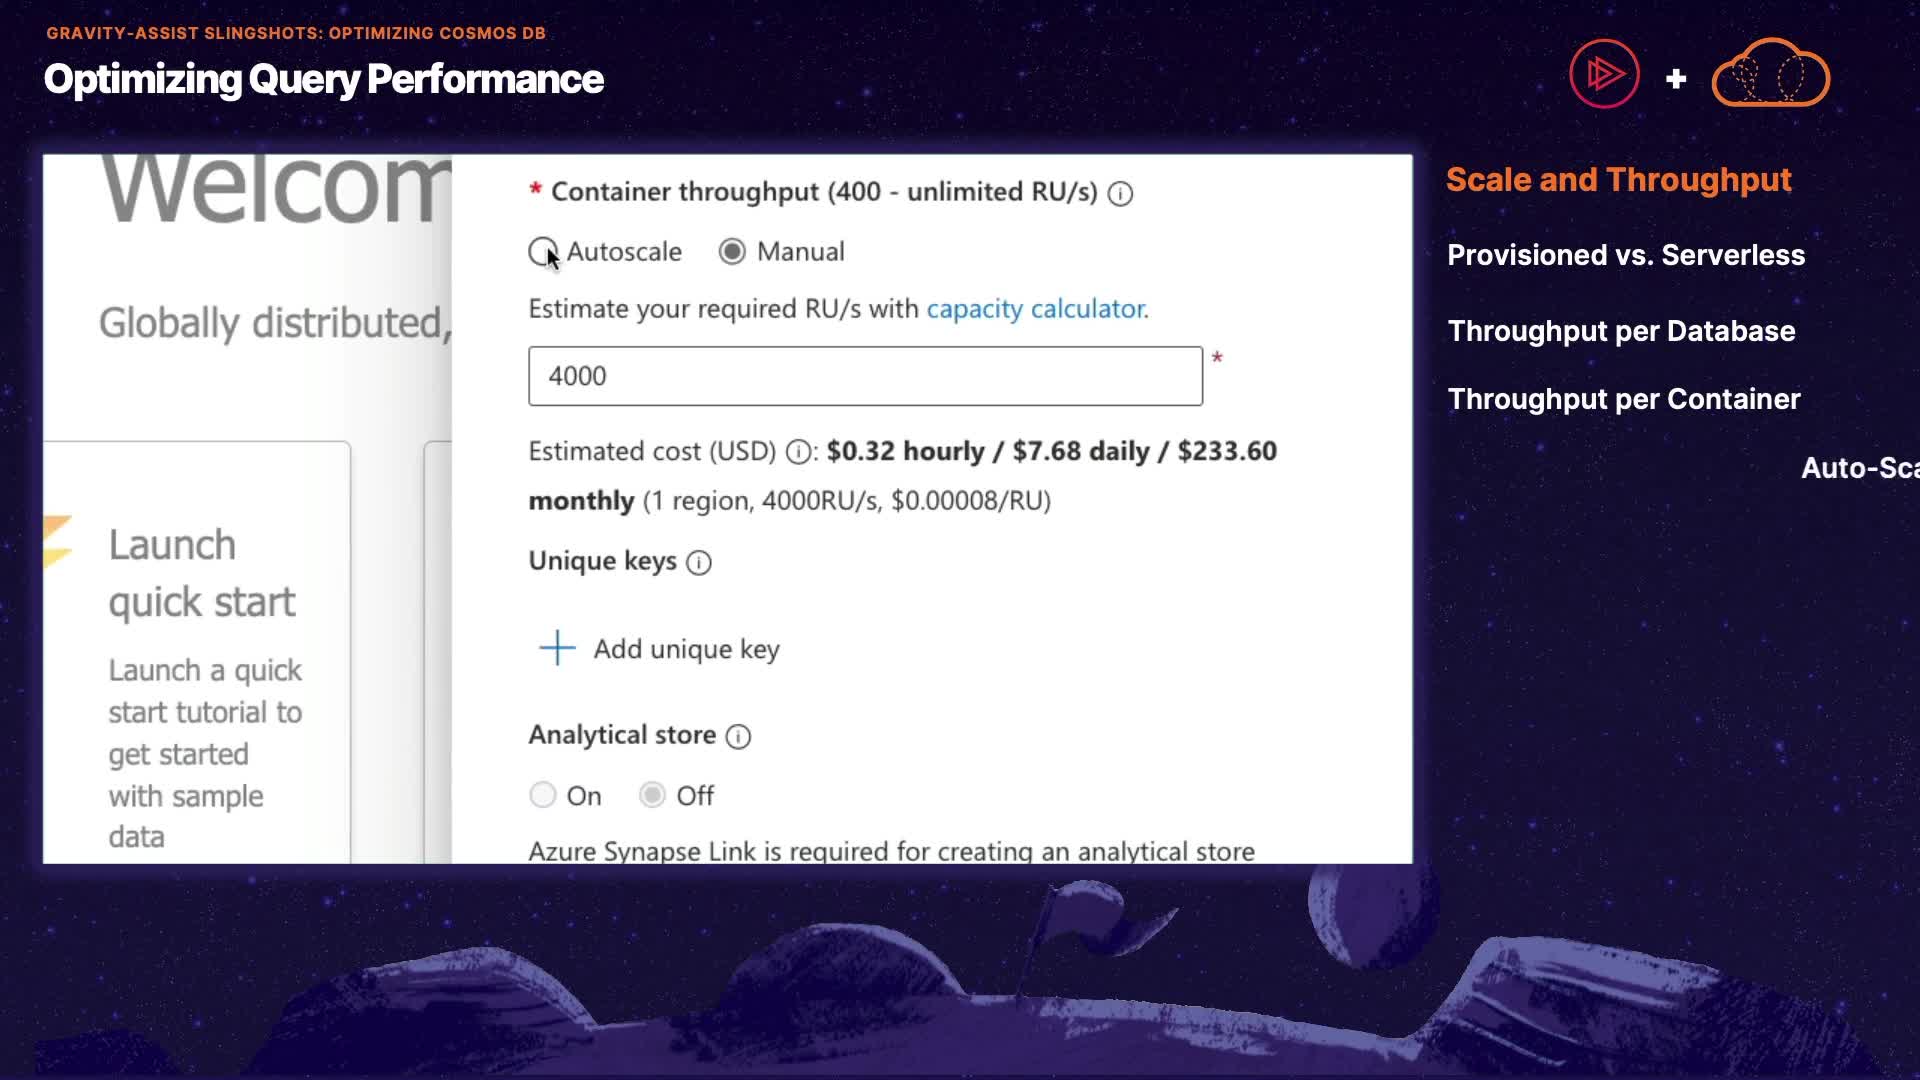 GRAVITY-ASSIST SLINGSHOTS: OPTIMIZING COSMOS DB
Optimizing Query Performance
+
Welcom
Globally distributed,
Launch
quick start
Launch a quick
start tutorial to
get started
with sample
data
* Container throughput (400 - unlimited RU/s)
Autoscale Manual
Estimate your required RU/s with capacity calculator.
4000 *
Estimated cost (USD) : $0.32 hourly / $7.68 daily / $233.60
monthly (1 region, 4000RU/s, $0.00008/RU)
Unique keys
Add unique key
Analytical store
On Off
Azure Synapse Link is required for creating an analytical store
Scale and Throughput
Provisioned vs. Serverless
Throughput per Database
Throughput per Container
Auto-Sca